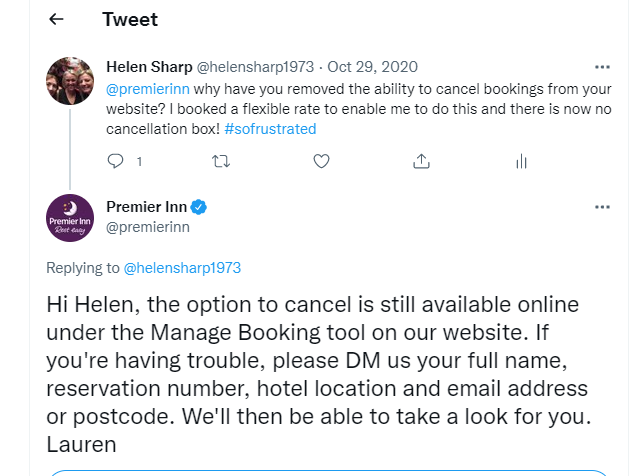 Tweet
Helen Sharp @helensharp1973 · Oct 29, 2020
@premierinn why have you removed the ability to cancel bookings from your
website? I booked a flexible rate to enable me to do this and there is now no
cancellation box! #sofrustrated
1
Premier Inn
Rest easy
Premier Inn
@premierinn
Replying to @helensharp1973
Hi Helen, the option to cancel is still available online
under the Manage Booking tool on our website. If
you're having trouble, please DM us your full name,
reservation number, hotel location and email address
or postcode. We'll then be able to take a look for you.
Lauren